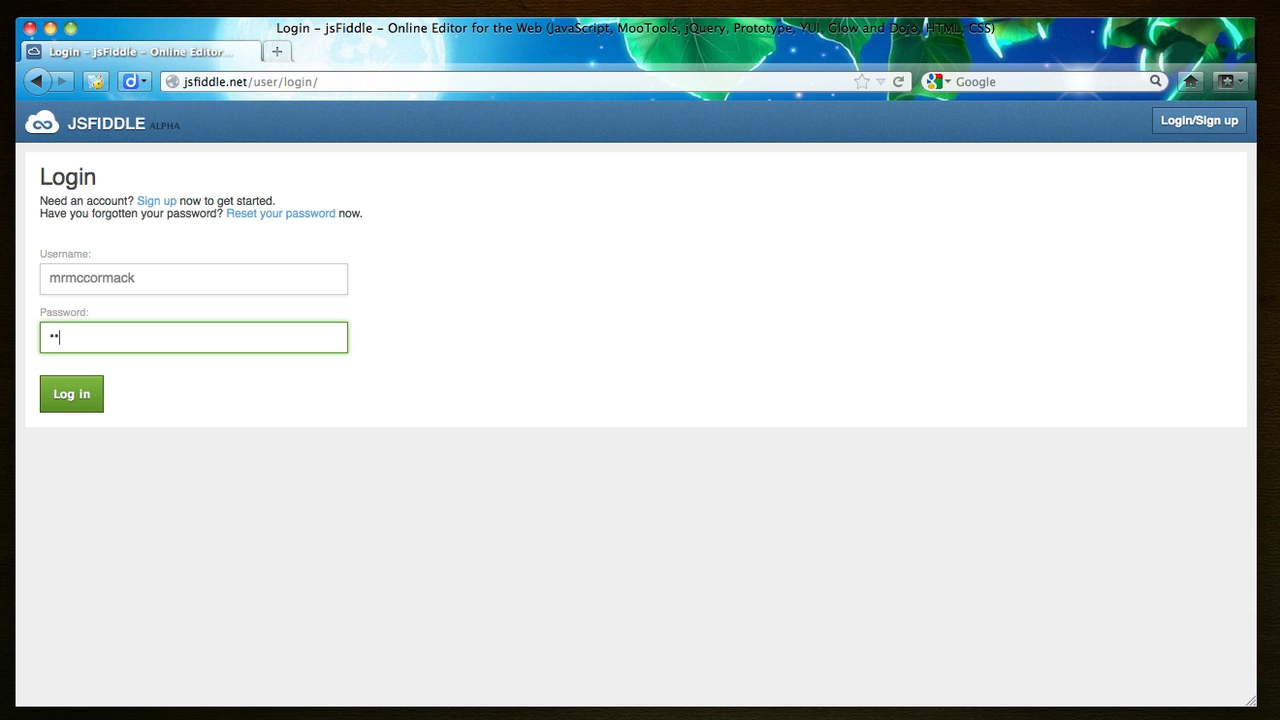 Login – jsFiddle – Online Editor for the Web (JavaScript, MooTools, jQuery, Prototype, YUI, Glow and Dojo, HTML, CSS)
Login – jsFiddle – Online Editor...
jsfiddle.net/user/login/
Google
JSFIDDLE ALPHA
Login/Sign up
Login
Need an account? Sign up now to get started.
Have you forgotten your password? Reset your password now.
Username:
mrmccormack
Password:
••
Log in